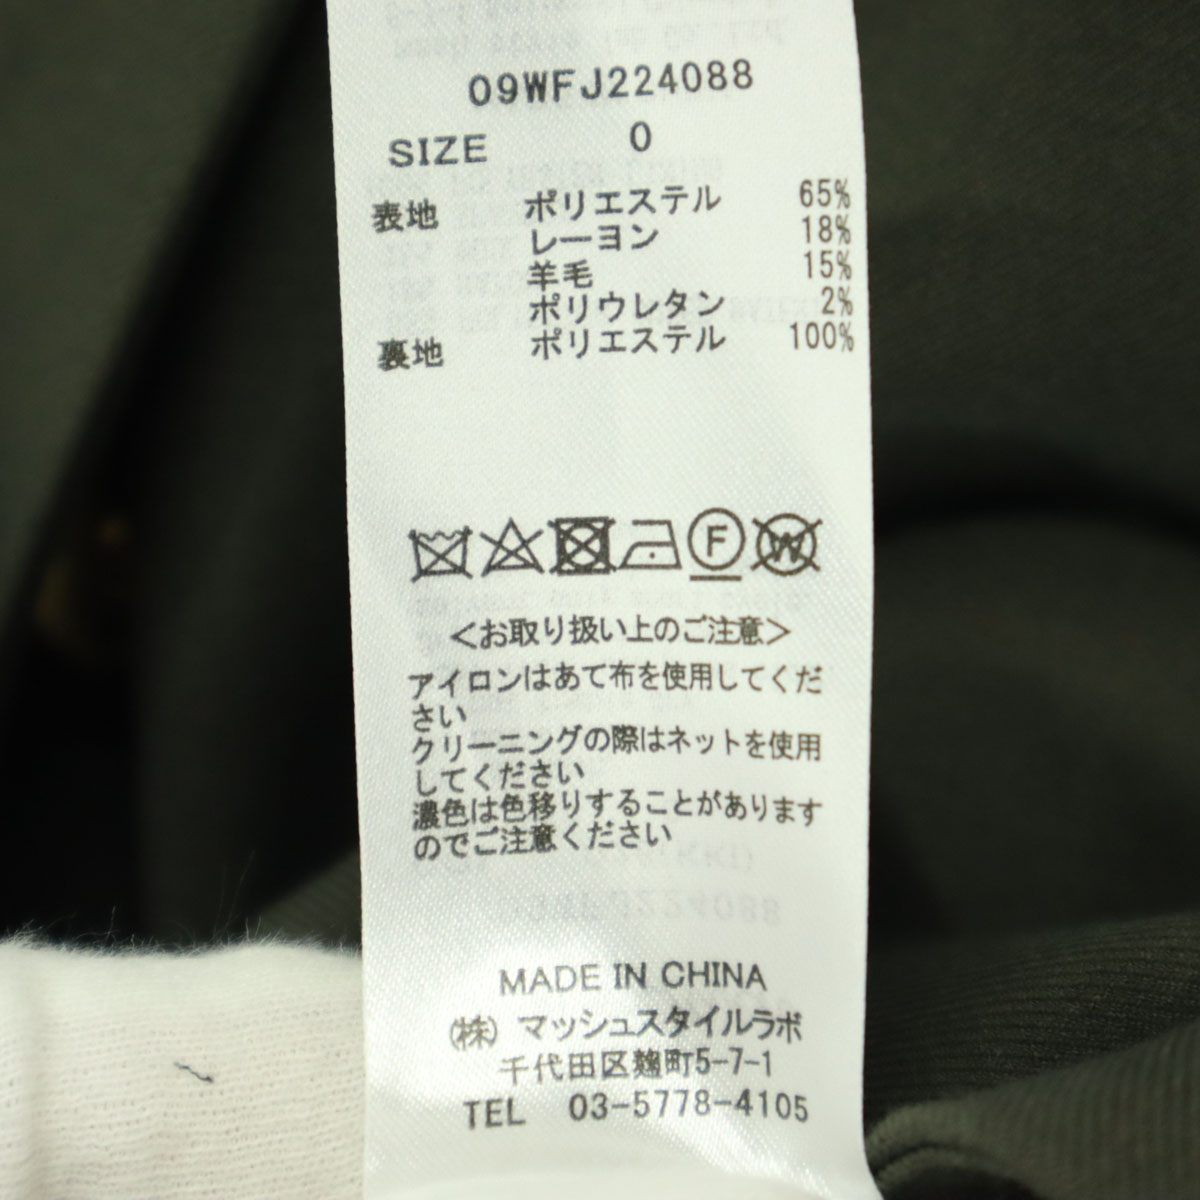 09WFJ224088
SIZE 0
表地 ポリエステル 65%
レーヨン 18%
羊毛 15%
ポリウレタン 2%
裏地 ポリエステル 100%
F W
<お取り扱い上のご注意>
アイロンはあて布を使用してくだ
さい
クリーニングの際はネットを使用
してください
濃色は色移りすることがあります
のでご注意ください
MADE IN CHINA
(株) マッシュスタイルラボ
千代田区麹町5-7-1
TEL 03-5778-4105